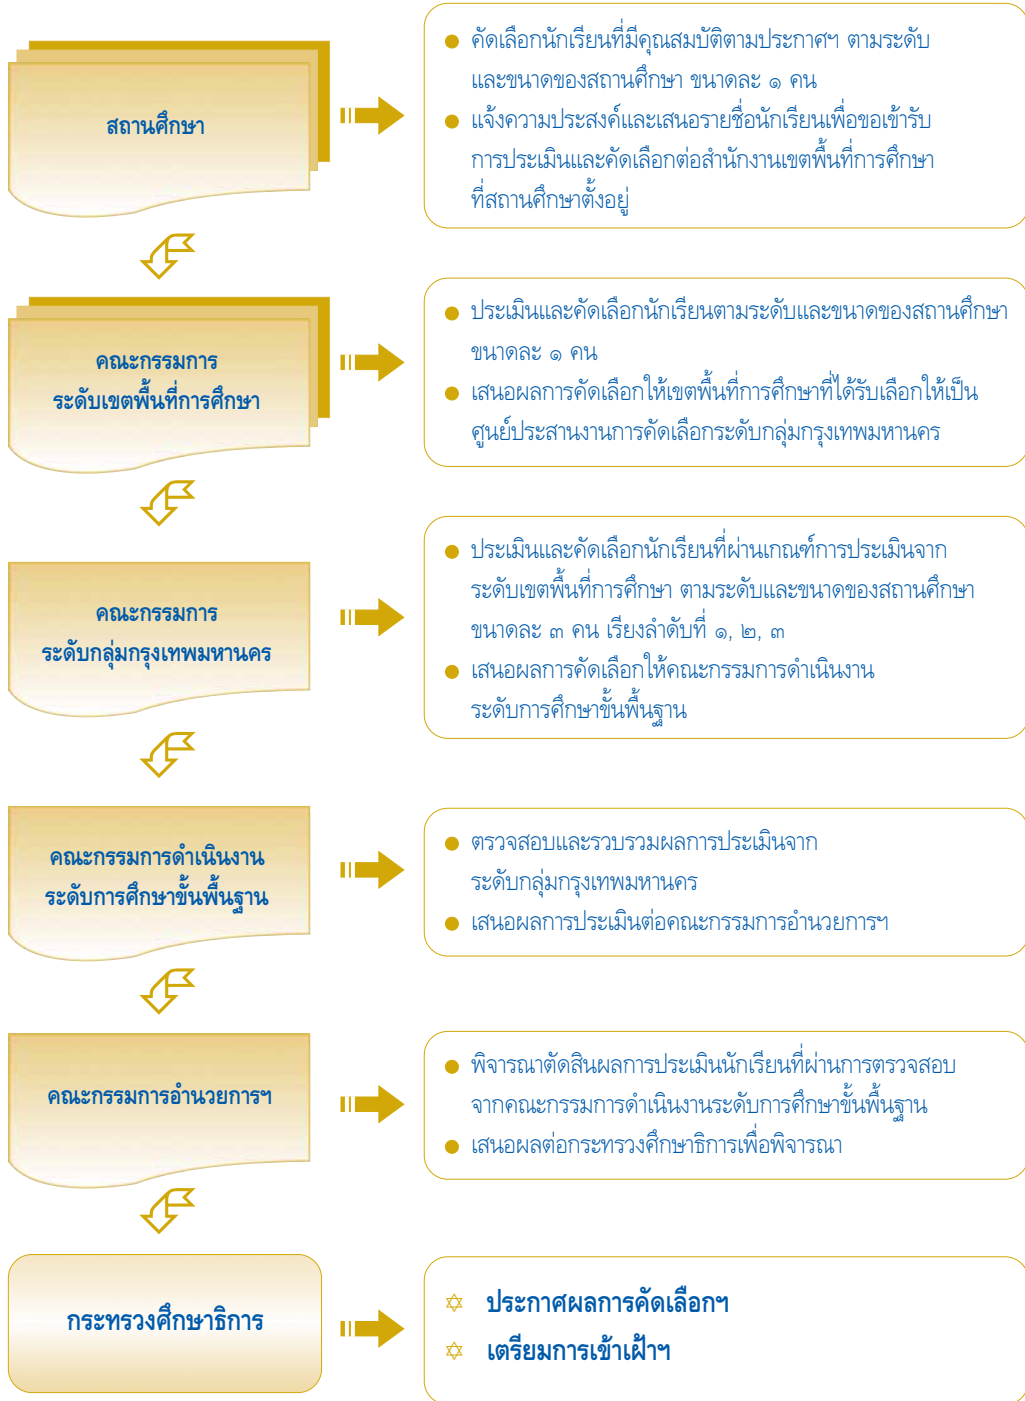 สถานศึกษา
คัดเลือกนักเรียนที่มีคุณสมบัติตามประกาศฯ ตามระดับ
และขนาดของสถานศึกษา ขนาดละ ๑ คน
แจ้งความประสงค์และเสนอรายชื่อนักเรียนเพื่อขอเข้ารับ
การประเมินและคัดเลือกต่อสำนักงานเขตพื้นที่การศึกษา
ที่สถานศึกษาตั้งอยู่
คณะกรรมการ
ระดับเขตพื้นที่การศึกษา
ประเมินและคัดเลือกนักเรียนตามระดับและขนาดของสถานศึกษา
ขนาดละ ๑ คน
เสนอผลการคัดเลือกให้เขตพื้นที่การศึกษาที่ได้รับเลือกให้เป็น
ศูนย์ประสานงานการคัดเลือกระดับกลุ่มกรุงเทพมหานคร
คณะกรรมการ
ระดับกลุ่มกรุงเทพมหานคร
ประเมินและคัดเลือกนักเรียนที่ผ่านเกณฑ์การประเมินจาก
ระดับเขตพื้นที่การศึกษา ตามระดับและขนาดของสถานศึกษา
ขนาดละ ๓ คน เรียงลำดับที่ ๑, ๒, ๓
เสนอผลการคัดเลือกให้คณะกรรมการดำเนินงาน
ระดับการศึกษาขั้นพื้นฐาน
คณะกรรมการดำเนินงาน
ระดับการศึกษาขั้นพื้นฐาน
ตรวจสอบและรวบรวมผลการประเมินจาก
ระดับกลุ่มกรุงเทพมหานคร
เสนอผลการประเมินต่อคณะกรรมการอำนวยการฯ
คณะกรรมการอำนวยการฯ
พิจารณาตัดสินผลการประเมินนักเรียนที่ผ่านการตรวจสอบ
จากคณะกรรมการดำเนินงานระดับการศึกษาขั้นพื้นฐาน
เสนอผลต่อกระทรวงศึกษาธิการเพื่อพิจารณา
กระทรวงศึกษาธิการ
ประกาศผลการคัดเลือกฯ
เตรียมการเข้าเฝ้าฯ